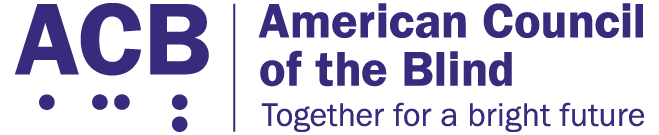 ACB
⠁⠉⠃
American Council
of the Blind
Together for a bright future